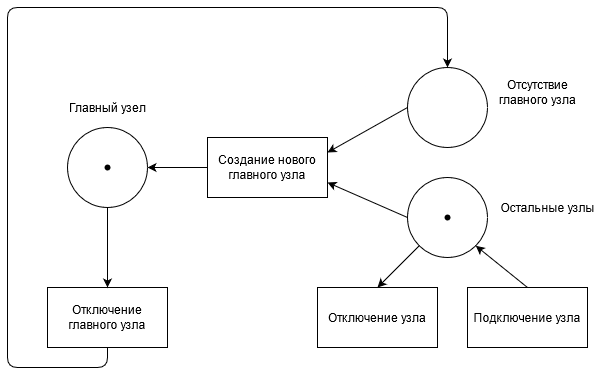 Отсутствие
главного узла
Главный узел
Создание нового
главного узла
Остальные узлы
Отключение
главного узла
Отключение узла
Подключение узла